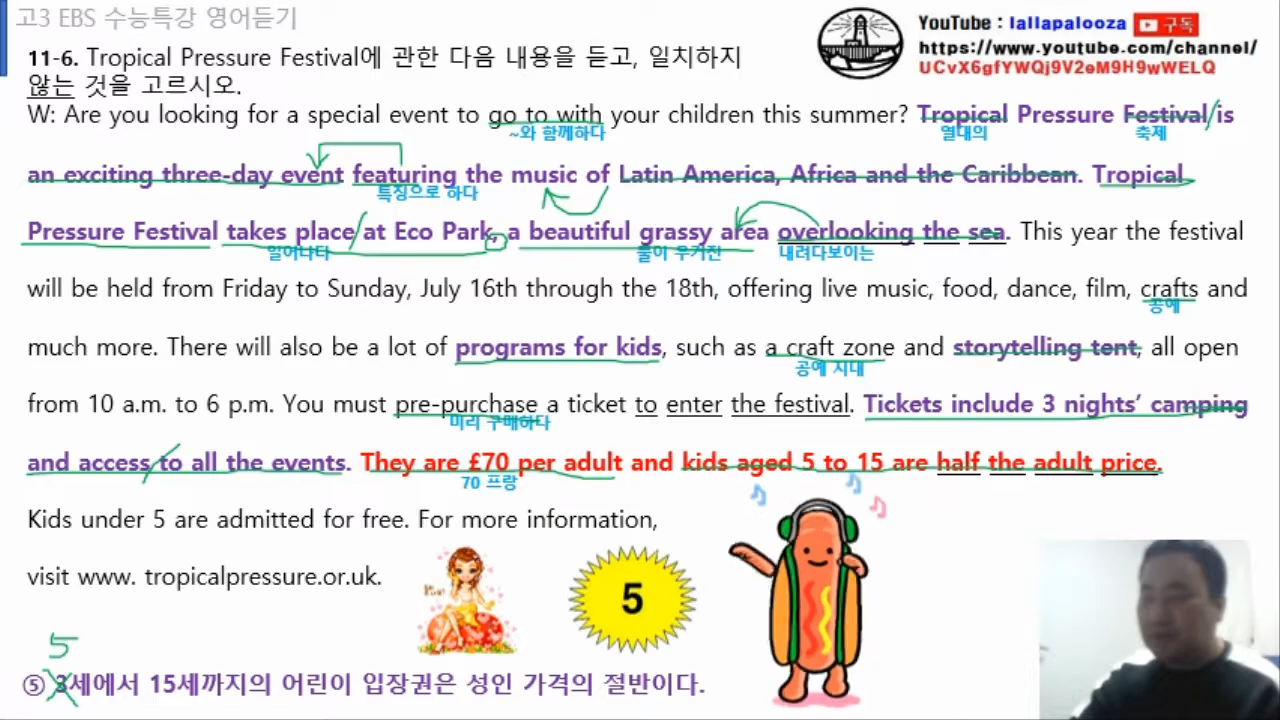 고3 EBS 수능특강 영어듣기
YouTube : lallapalooza 구독
https://www.youtube.com/channel/
UCvX6gfYWQj9V2eM9H9wWELQ
11-6. Tropical Pressure Festival에 관한 다음 내용을 듣고, 일치하지
않는 것을 고르시오.
W: Are you looking for a special event to go to with your children this summer? Tropical Pressure Festival is
~와 함께하다 열대의 축제
an exciting three-day event featuring the music of Latin America, Africa and the Caribbean. Tropical
특징으로 하다
Pressure Festival takes place at Eco Park, a beautiful grassy area overlooking the sea. This year the festival
일어나다 풀이 우거진 내려다보이는
will be held from Friday to Sunday, July 16th through the 18th, offering live music, food, dance, film, crafts and
공예
much more. There will also be a lot of programs for kids, such as a craft zone and storytelling tent, all open
공예 지대
from 10 a.m. to 6 p.m. You must pre-purchase a ticket to enter the festival. Tickets include 3 nights' camping
미리 구매하다
and access to all the events. They are £70 per adult and kids aged 5 to 15 are half the adult price.
70 프랑
Kids under 5 are admitted for free. For more information,
visit www. tropicalpressure.or.uk.
5
5
⑤ 3세에서 15세까지의 어린이 입장권은 성인 가격의 절반이다.